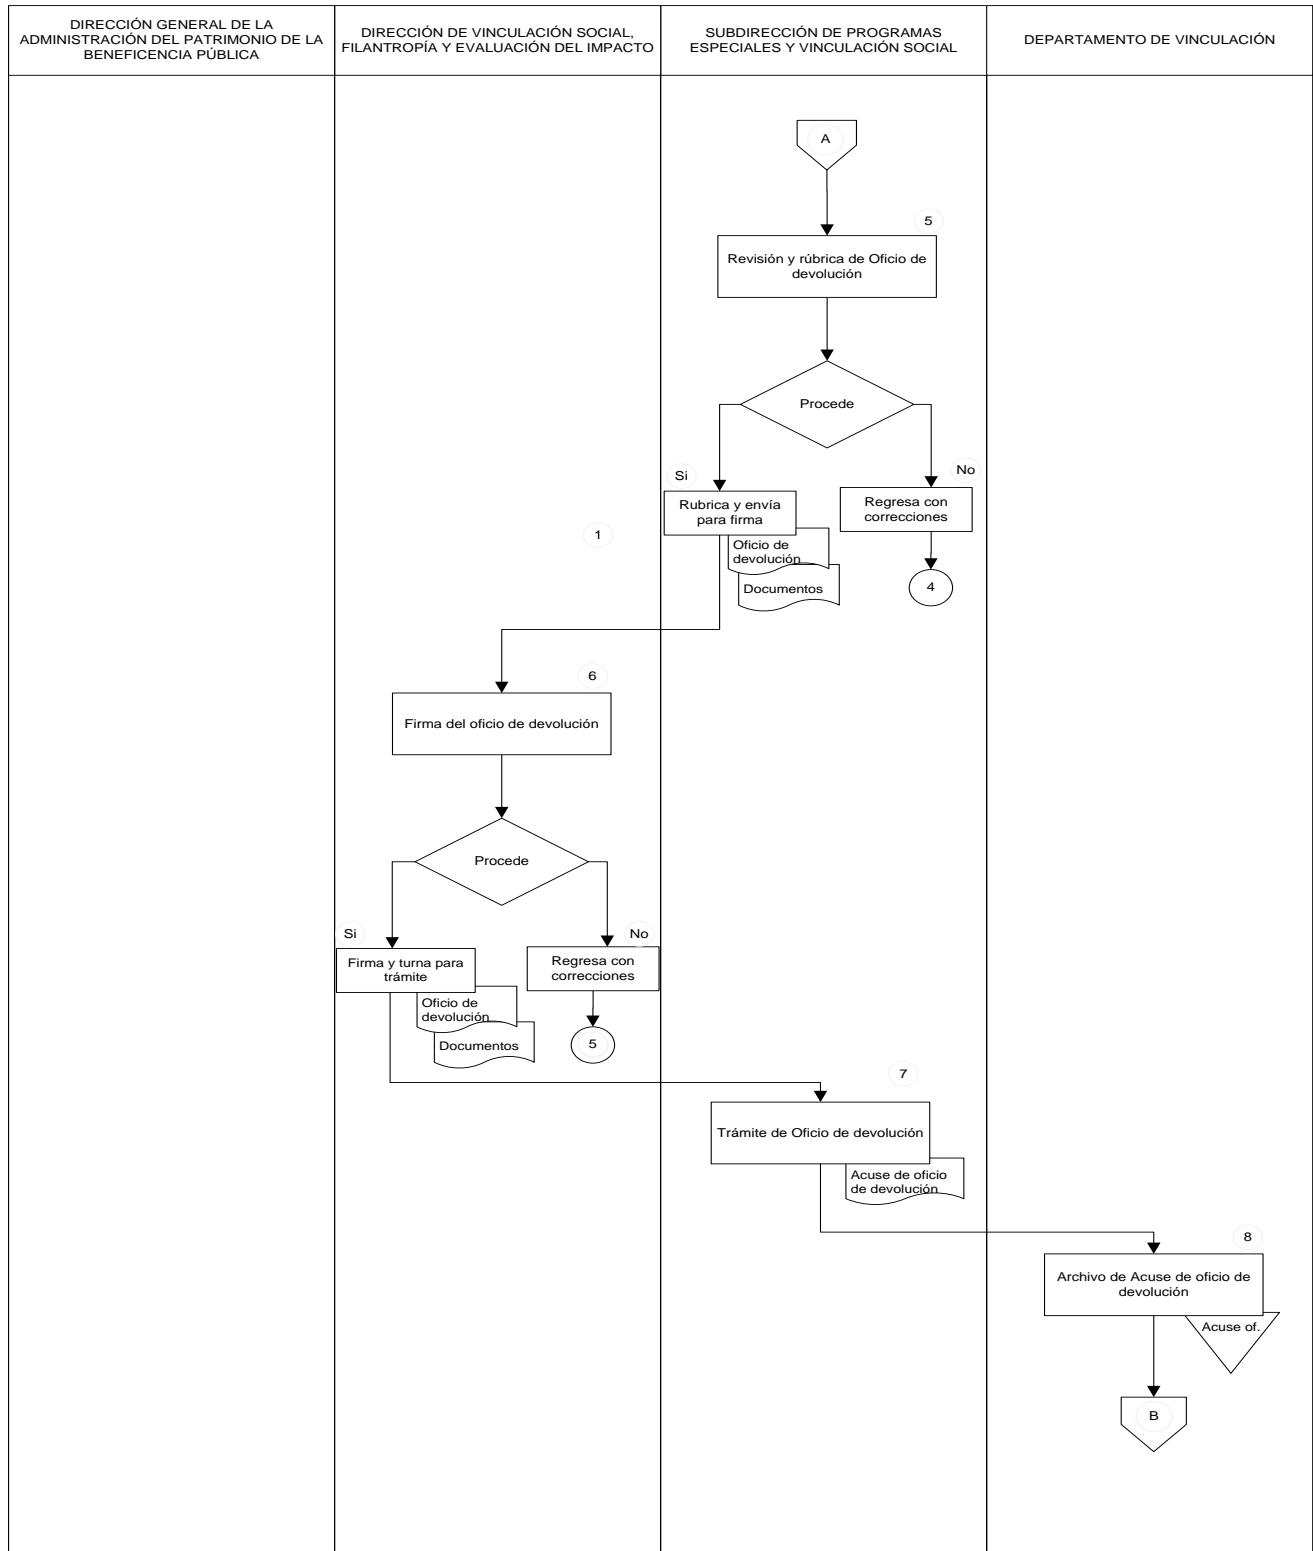 DIRECCIÓN GENERAL DE LA
ADMINISTRACIÓN DEL PATRIMONIO DE LA
BENEFICENCIA PÚBLICA
DIRECCIÓN DE VINCULACIÓN SOCIAL,
FILANTROPÍA Y EVALUACIÓN DEL IMPACTO
SUBDIRECCIÓN DE PROGRAMAS
ESPECIALES Y VINCULACIÓN SOCIAL
DEPARTAMENTO DE VINCULACIÓN
A
5
Revisión y rúbrica de Oficio de
devolución
Procede
Si
No
Rubrica y envía
para firma
Regresa con
correcciones
1
Oficio de
devolución
Documentos
4
6
Firma del oficio de devolución
Procede
Si
No
Firma y turna para
trámite
Regresa con
correcciones
Oficio de
devolución
Documentos
5
7
Trámite de Oficio de devolución
Acuse de oficio
de devolución
8
Archivo de Acuse de oficio de
devolución
Acuse of.
B